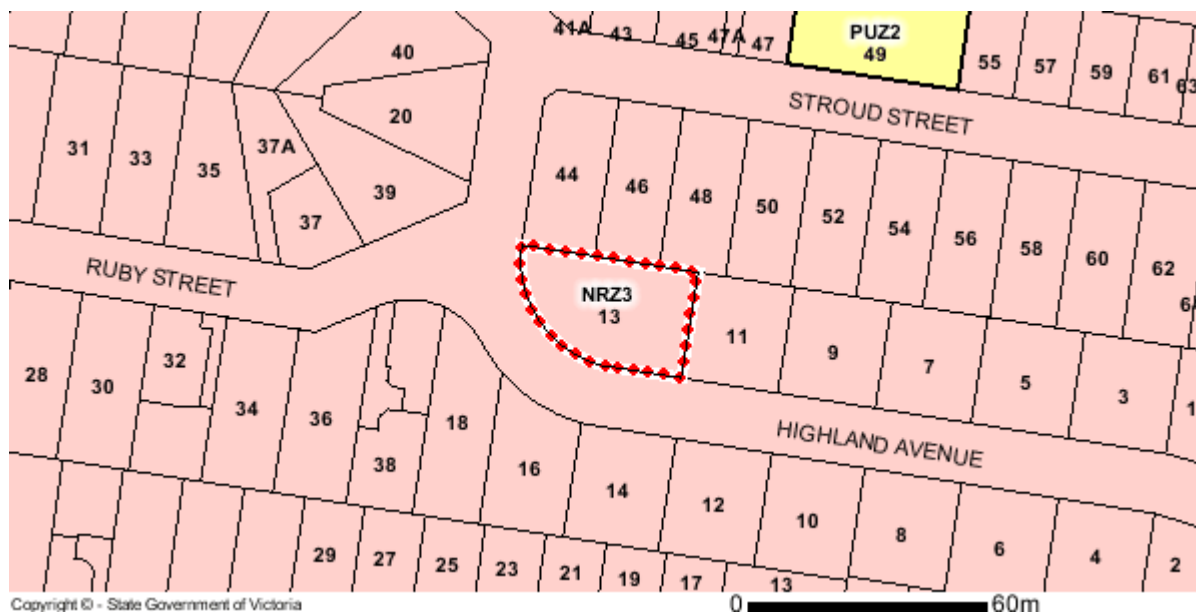 41A 43 45 47A 47 PUZ2 55 57 59 61 63
49
40
20
STROUD STREET
31 33 35 37A 39 44 46 48 50 52 54 56 58 60 62
37
RUBY STREET
NRZ3
13 11 9 7 5 3 1
28 30 32 34 36 18
HIGHLAND AVENUE
38 16 14 12 10 8 6 4 2
29 27 25 23 21 19 17 13
Copyright © - State Government of Victoria 0 60m